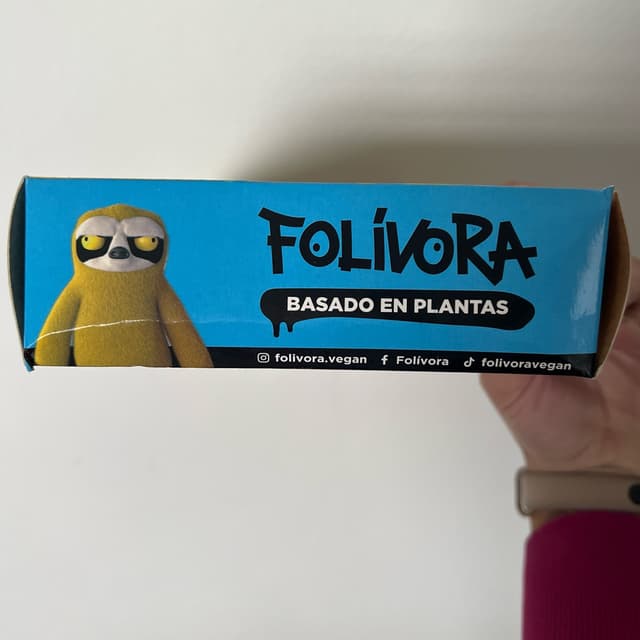 FOLÍVORA
BASADO EN PLANTAS
folivora.vegan Folívora folivoravegan